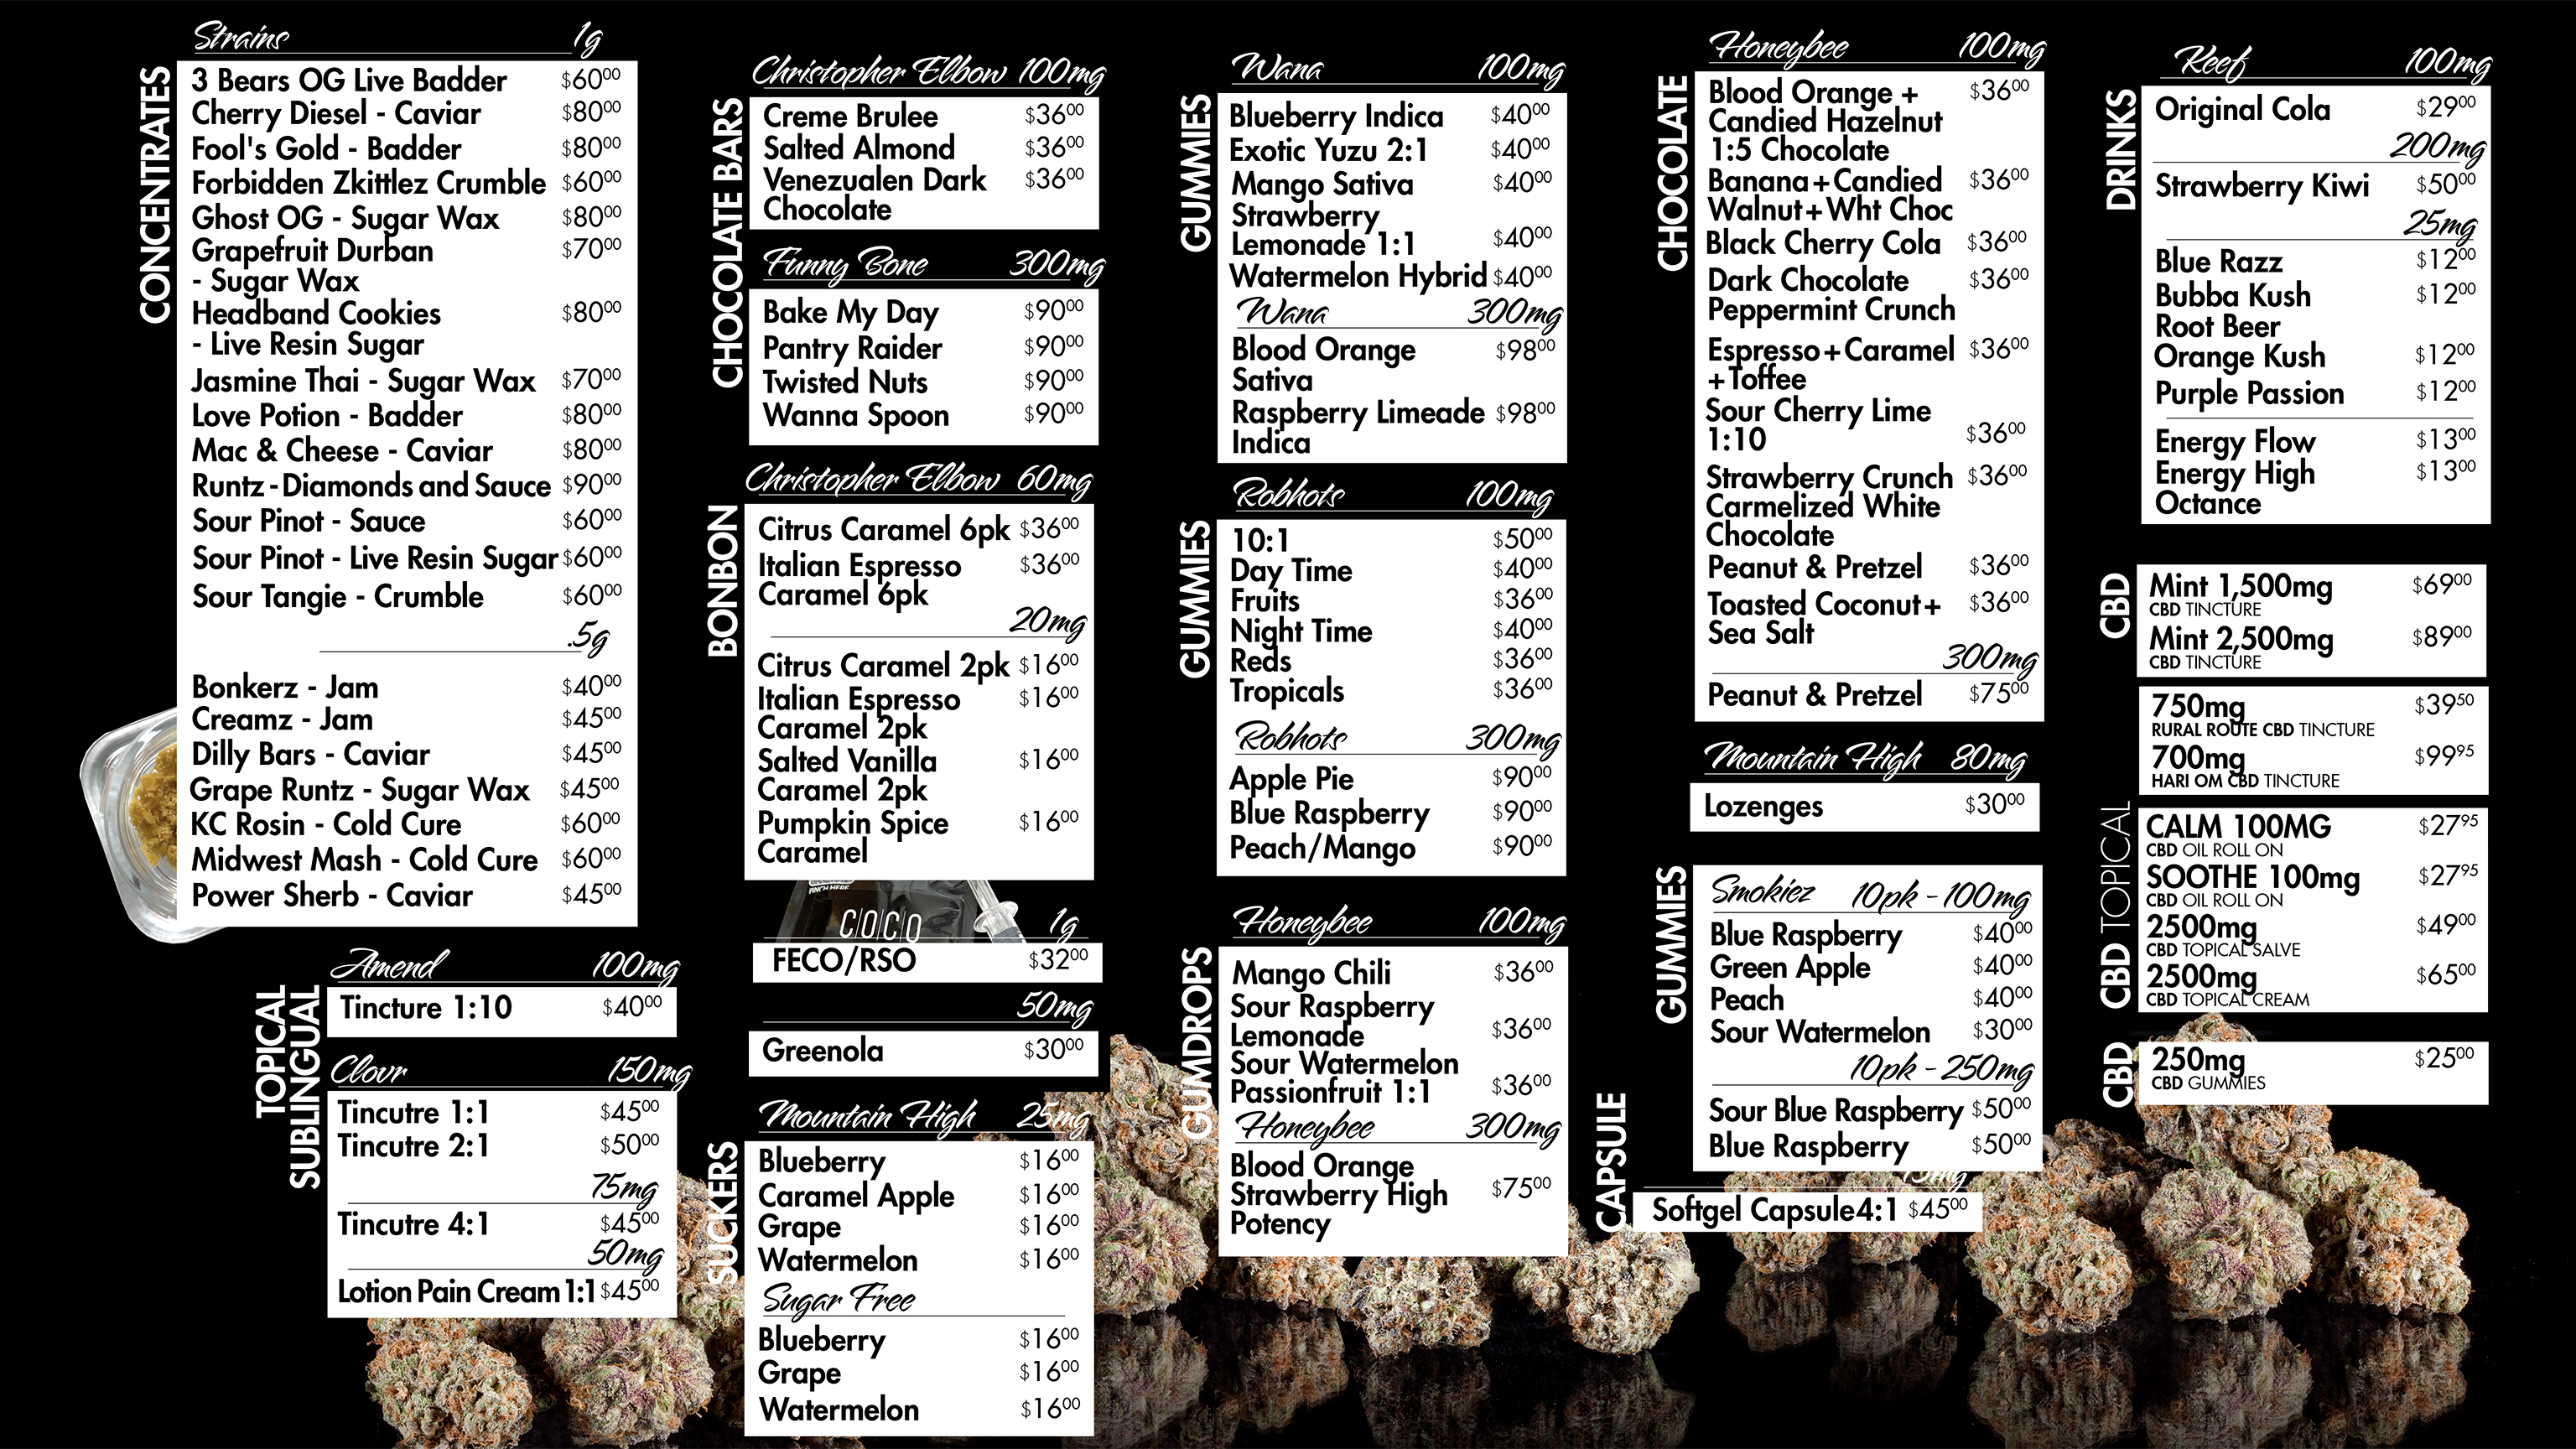 Strains 1g
CONCENTRATES
3 Bears OG Live Badder $60⁰⁰
Cherry Diesel - Caviar $80⁰⁰
Fool's Gold - Badder $80⁰⁰
Forbidden Zkittlez Crumble $60⁰⁰
Ghost OG - Sugar Wax $80⁰⁰
Grapefruit Durban $70⁰⁰
- Sugar Wax
Headband Cookies $80⁰⁰
- Live Resin Sugar
Jasmine Thai - Sugar Wax $70⁰⁰
Love Potion - Badder $80⁰⁰
Mac & Cheese - Caviar $80⁰⁰
Runtz - Diamonds and Sauce $90⁰⁰
Sour Pinot - Sauce $60⁰⁰
Sour Pinot - Live Resin Sugar $60⁰⁰
Sour Tangie - Crumble $60⁰⁰
.5g
Bonkerz - Jam $40⁰⁰
Creamz - Jam $45⁰⁰
Dilly Bars - Caviar $45⁰⁰
Grape Runtz - Sugar Wax $45⁰⁰
KC Rosin - Cold Cure $60⁰⁰
Midwest Mash - Cold Cure $60⁰⁰
Power Sherb - Caviar $45⁰⁰
TOPICAL
SUBLINGUAL
Amend 100mg
Tincture 1:10 $40⁰⁰
Clovr 150mg
Tincutre 1:1 $45⁰⁰
Tincutre 2:1 $50⁰⁰
75mg
Tincutre 4:1 $45⁰⁰
50mg
Lotion Pain Cream 1:1 $45⁰⁰
CHOCOLATE BARS
Christopher Elbow 100mg
Creme Brulee $36⁰⁰
Salted Almond $36⁰⁰
Venezualen Dark $36⁰⁰
Chocolate
Funny Bone 300mg
Bake My Day $90⁰⁰
Pantry Raider $90⁰⁰
Twisted Nuts $90⁰⁰
Wanna Spoon $90⁰⁰
BONBON
Christopher Elbow 60mg
Citrus Caramel 6pk $36⁰⁰
Italian Espresso $36⁰⁰
Caramel 6pk
20mg
Citrus Caramel 2pk $16⁰⁰
Italian Espresso $16⁰⁰
Caramel 2pk
Salted Vanilla $16⁰⁰
Caramel 2pk
Pumpkin Spice $16⁰⁰
Caramel
PINCH HERE
COCO 1g
FECO/RSO $32⁰⁰
50mg
Greenola $30⁰⁰
SUCKERS
Mountain High 25mg
Blueberry $16⁰⁰
Caramel Apple $16⁰⁰
Grape $16⁰⁰
Watermelon $16⁰⁰
Sugar Free
Blueberry $16⁰⁰
Grape $16⁰⁰
Watermelon $16⁰⁰
GUMMIES
Wana 100mg
Blueberry Indica $40⁰⁰
Exotic Yuzu 2:1 $40⁰⁰
Mango Sativa $40⁰⁰
Strawberry
Lemonade 1:1 $40⁰⁰
Watermelon Hybrid $40⁰⁰
Wana 300mg
Blood Orange $98⁰⁰
Sativa
Raspberry Limeade $98⁰⁰
Indica
GUMMIES
Robhots 100mg
10:1 $50⁰⁰
Day Time $40⁰⁰
Fruits $36⁰⁰
Night Time $40⁰⁰
Reds $36⁰⁰
Tropicals $36⁰⁰
Robhots 300mg
Apple Pie $90⁰⁰
Blue Raspberry $90⁰⁰
Peach/Mango $90⁰⁰
GUMDROPS
Honeybee 100mg
Mango Chili $36⁰⁰
Sour Raspberry
Lemonade $36⁰⁰
Sour Watermelon
Passionfruit 1:1 $36⁰⁰
Honeybee 300mg
Blood Orange
Strawberry High $75⁰⁰
Potency
CHOCOLATE
Honeybee 100mg
Blood Orange + $36⁰⁰
Candied Hazelnut
1:5 Chocolate
Banana+Candied $36⁰⁰
Walnut+Wht Choc
Black Cherry Cola $36⁰⁰
Dark Chocolate $36⁰⁰
Peppermint Crunch
Espresso+Caramel $36⁰⁰
+Toffee
Sour Cherry Lime
1:10 $36⁰⁰
Strawberry Crunch $36⁰⁰
Carmelized White
Chocolate
Peanut & Pretzel $36⁰⁰
Toasted Coconut+ $36⁰⁰
Sea Salt
300mg
Peanut & Pretzel $75⁰⁰
Mountain High 80mg
Lozenges $30⁰⁰
GUMMIES
Smokiez 10pk - 100mg
Blue Raspberry $40⁰⁰
Green Apple $40⁰⁰
Peach $40⁰⁰
Sour Watermelon $30⁰⁰
10pk - 250mg
Sour Blue Raspberry $50⁰⁰
Blue Raspberry $50⁰⁰
CAPSULE
Softgel Capsule4:1 $45⁰⁰
DRINKS
Keef 100mg
Original Cola $29⁰⁰
200mg
Strawberry Kiwi $50⁰⁰
25mg
Blue Razz $12⁰⁰
Bubba Kush $12⁰⁰
Root Beer
Orange Kush $12⁰⁰
Purple Passion $12⁰⁰
Energy Flow $13⁰⁰
Energy High $13⁰⁰
Octance
CBD
Mint 1,500mg $69⁰⁰
CBD TINCTURE
Mint 2,500mg $89⁰⁰
CBD TINCTURE
750mg $39⁵⁰
RURAL ROUTE CBD TINCTURE
700mg $99⁹⁵
HARI OM CBD TINCTURE
CBD TOPICAL
CALM 100MG $27⁹⁵
CBD OIL ROLL ON
SOOTHE 100mg $27⁹⁵
CBD OIL ROLL ON
2500mg $49⁰⁰
CBD TOPICAL SALVE
2500mg $65⁰⁰
CBD TOPICAL CREAM
CBD
250mg $25⁰⁰
CBD GUMMIES